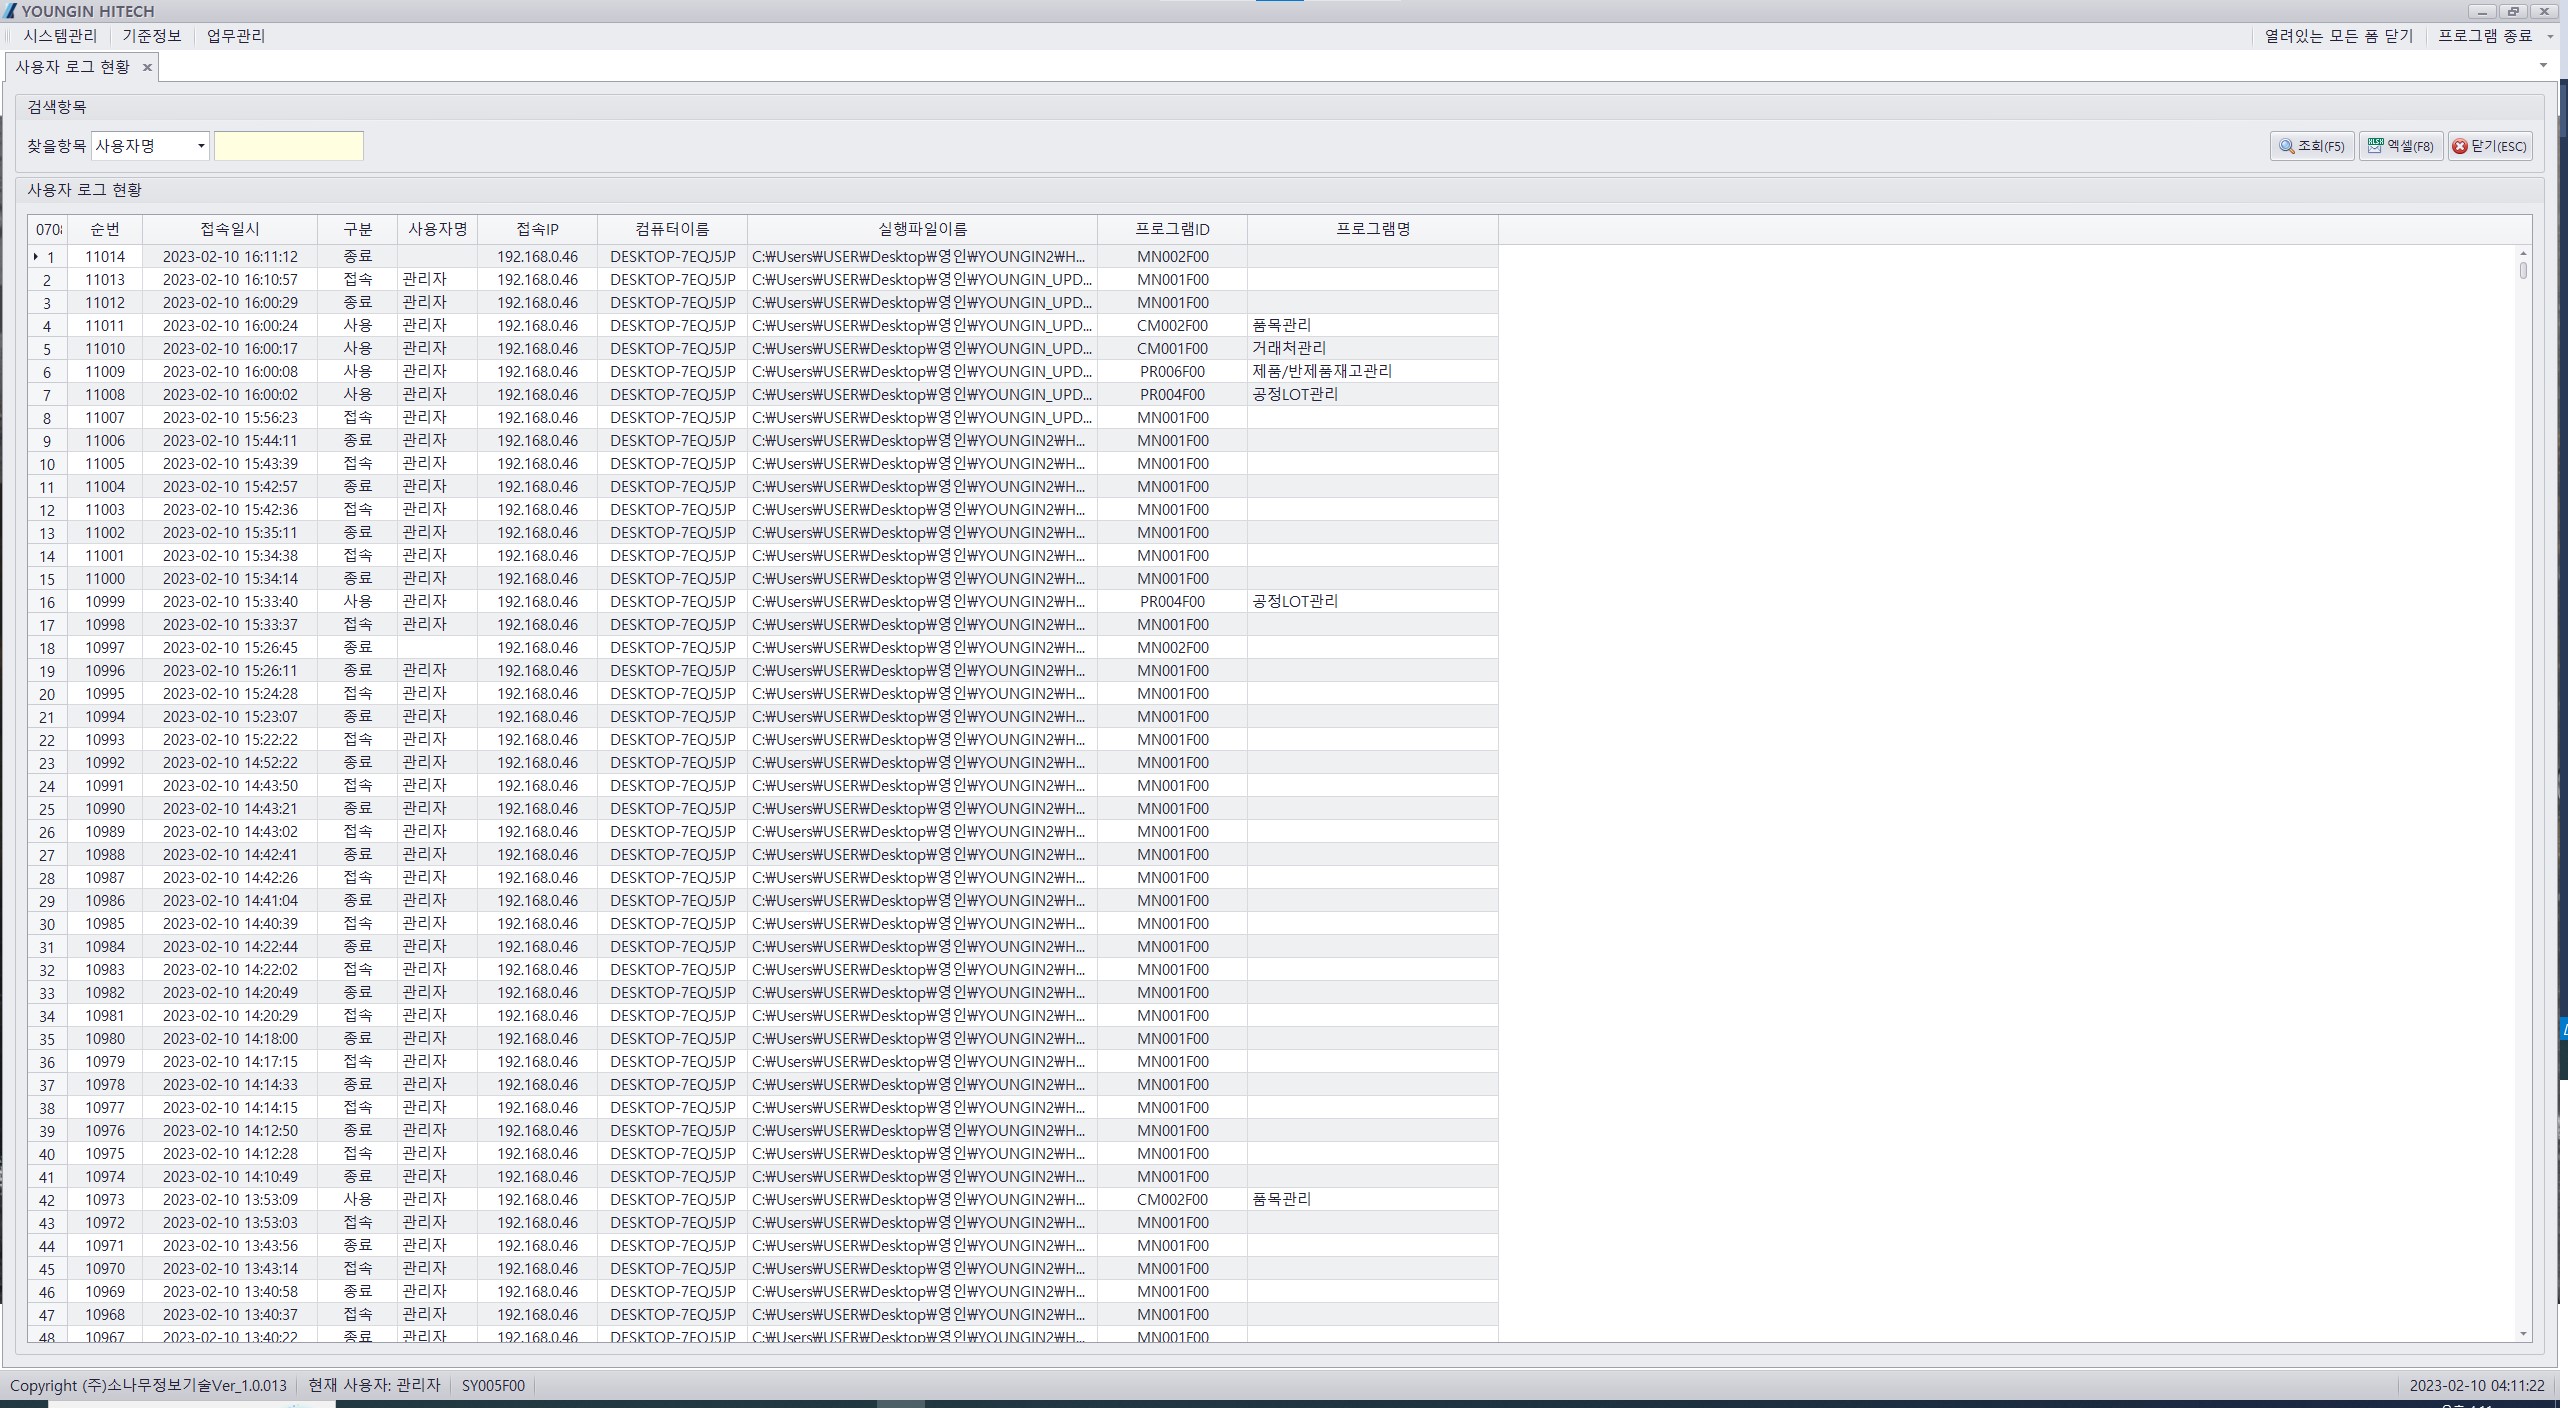 YOUNGIN HITECH
시스템관리 기준정보 업무관리 열려있는 모든 폼 닫기 프로그램 종료
사용자 로그 현황
검색항목
찾을항목 사용자명 조회(F5) 엑셀(F8) 닫기(ESC)
사용자 로그 현황
070 순번 접속일시 구분 사용자명 접속IP 컴퓨터이름 실행파일이름 프로그램ID 프로그램명
1 11014 2023-02-10 16:11:12 종료 192.168.0.46 DESKTOP-7EQJ5JP C:₩Users₩USER₩Desktop₩영인₩YOUNGIN2₩H... MN002F00
2 11013 2023-02-10 16:10:57 접속 관리자 192.168.0.46 DESKTOP-7EQJ5JP C:₩Users₩USER₩Desktop₩영인₩YOUNGIN_UPD... MN001F00
3 11012 2023-02-10 16:00:29 종료 관리자 192.168.0.46 DESKTOP-7EQJ5JP C:₩Users₩USER₩Desktop₩영인₩YOUNGIN_UPD... MN001F00
4 11011 2023-02-10 16:00:24 사용 관리자 192.168.0.46 DESKTOP-7EQJ5JP C:₩Users₩USER₩Desktop₩영인₩YOUNGIN_UPD... CM002F00 품목관리
5 11010 2023-02-10 16:00:17 사용 관리자 192.168.0.46 DESKTOP-7EQJ5JP C:₩Users₩USER₩Desktop₩영인₩YOUNGIN_UPD... CM001F00 거래처관리
6 11009 2023-02-10 16:00:08 사용 관리자 192.168.0.46 DESKTOP-7EQJ5JP C:₩Users₩USER₩Desktop₩영인₩YOUNGIN_UPD... PR006F00 제품/반제품재고관리
7 11008 2023-02-10 16:00:02 사용 관리자 192.168.0.46 DESKTOP-7EQJ5JP C:₩Users₩USER₩Desktop₩영인₩YOUNGIN_UPD... PR004F00 공정LOT관리
8 11007 2023-02-10 15:56:23 접속 관리자 192.168.0.46 DESKTOP-7EQJ5JP C:₩Users₩USER₩Desktop₩영인₩YOUNGIN_UPD... MN001F00
9 11006 2023-02-10 15:44:11 종료 관리자 192.168.0.46 DESKTOP-7EQJ5JP C:₩Users₩USER₩Desktop₩영인₩YOUNGIN2₩H... MN001F00
10 11005 2023-02-10 15:43:39 접속 관리자 192.168.0.46 DESKTOP-7EQJ5JP C:₩Users₩USER₩Desktop₩영인₩YOUNGIN2₩H... MN001F00
11 11004 2023-02-10 15:42:57 종료 관리자 192.168.0.46 DESKTOP-7EQJ5JP C:₩Users₩USER₩Desktop₩영인₩YOUNGIN2₩H... MN001F00
12 11003 2023-02-10 15:42:36 접속 관리자 192.168.0.46 DESKTOP-7EQJ5JP C:₩Users₩USER₩Desktop₩영인₩YOUNGIN2₩H... MN001F00
13 11002 2023-02-10 15:35:11 종료 관리자 192.168.0.46 DESKTOP-7EQJ5JP C:₩Users₩USER₩Desktop₩영인₩YOUNGIN2₩H... MN001F00
14 11001 2023-02-10 15:34:38 접속 관리자 192.168.0.46 DESKTOP-7EQJ5JP C:₩Users₩USER₩Desktop₩영인₩YOUNGIN2₩H... MN001F00
15 11000 2023-02-10 15:34:14 종료 관리자 192.168.0.46 DESKTOP-7EQJ5JP C:₩Users₩USER₩Desktop₩영인₩YOUNGIN2₩H... MN001F00
16 10999 2023-02-10 15:33:40 사용 관리자 192.168.0.46 DESKTOP-7EQJ5JP C:₩Users₩USER₩Desktop₩영인₩YOUNGIN2₩H... PR004F00 공정LOT관리
17 10998 2023-02-10 15:33:37 접속 관리자 192.168.0.46 DESKTOP-7EQJ5JP C:₩Users₩USER₩Desktop₩영인₩YOUNGIN2₩H... MN001F00
18 10997 2023-02-10 15:26:45 종료 192.168.0.46 DESKTOP-7EQJ5JP C:₩Users₩USER₩Desktop₩영인₩YOUNGIN2₩H... MN002F00
19 10996 2023-02-10 15:26:11 종료 관리자 192.168.0.46 DESKTOP-7EQJ5JP C:₩Users₩USER₩Desktop₩영인₩YOUNGIN2₩H... MN001F00
20 10995 2023-02-10 15:24:28 접속 관리자 192.168.0.46 DESKTOP-7EQJ5JP C:₩Users₩USER₩Desktop₩영인₩YOUNGIN2₩H... MN001F00
21 10994 2023-02-10 15:23:07 종료 관리자 192.168.0.46 DESKTOP-7EQJ5JP C:₩Users₩USER₩Desktop₩영인₩YOUNGIN2₩H... MN001F00
22 10993 2023-02-10 15:22:22 접속 관리자 192.168.0.46 DESKTOP-7EQJ5JP C:₩Users₩USER₩Desktop₩영인₩YOUNGIN2₩H... MN001F00
23 10992 2023-02-10 14:52:22 종료 관리자 192.168.0.46 DESKTOP-7EQJ5JP C:₩Users₩USER₩Desktop₩영인₩YOUNGIN2₩H... MN001F00
24 10991 2023-02-10 14:43:50 접속 관리자 192.168.0.46 DESKTOP-7EQJ5JP C:₩Users₩USER₩Desktop₩영인₩YOUNGIN2₩H... MN001F00
25 10990 2023-02-10 14:43:21 종료 관리자 192.168.0.46 DESKTOP-7EQJ5JP C:₩Users₩USER₩Desktop₩영인₩YOUNGIN2₩H... MN001F00
26 10989 2023-02-10 14:43:02 접속 관리자 192.168.0.46 DESKTOP-7EQJ5JP C:₩Users₩USER₩Desktop₩영인₩YOUNGIN2₩H... MN001F00
27 10988 2023-02-10 14:42:41 종료 관리자 192.168.0.46 DESKTOP-7EQJ5JP C:₩Users₩USER₩Desktop₩영인₩YOUNGIN2₩H... MN001F00
28 10987 2023-02-10 14:42:26 접속 관리자 192.168.0.46 DESKTOP-7EQJ5JP C:₩Users₩USER₩Desktop₩영인₩YOUNGIN2₩H... MN001F00
29 10986 2023-02-10 14:41:04 종료 관리자 192.168.0.46 DESKTOP-7EQJ5JP C:₩Users₩USER₩Desktop₩영인₩YOUNGIN2₩H... MN001F00
30 10985 2023-02-10 14:40:39 접속 관리자 192.168.0.46 DESKTOP-7EQJ5JP C:₩Users₩USER₩Desktop₩영인₩YOUNGIN2₩H... MN001F00
31 10984 2023-02-10 14:22:44 종료 관리자 192.168.0.46 DESKTOP-7EQJ5JP C:₩Users₩USER₩Desktop₩영인₩YOUNGIN2₩H... MN001F00
32 10983 2023-02-10 14:22:02 접속 관리자 192.168.0.46 DESKTOP-7EQJ5JP C:₩Users₩USER₩Desktop₩영인₩YOUNGIN2₩H... MN001F00
33 10982 2023-02-10 14:20:49 종료 관리자 192.168.0.46 DESKTOP-7EQJ5JP C:₩Users₩USER₩Desktop₩영인₩YOUNGIN2₩H... MN001F00
34 10981 2023-02-10 14:20:29 접속 관리자 192.168.0.46 DESKTOP-7EQJ5JP C:₩Users₩USER₩Desktop₩영인₩YOUNGIN2₩H... MN001F00
35 10980 2023-02-10 14:18:00 종료 관리자 192.168.0.46 DESKTOP-7EQJ5JP C:₩Users₩USER₩Desktop₩영인₩YOUNGIN2₩H... MN001F00
36 10979 2023-02-10 14:17:15 접속 관리자 192.168.0.46 DESKTOP-7EQJ5JP C:₩Users₩USER₩Desktop₩영인₩YOUNGIN2₩H... MN001F00
37 10978 2023-02-10 14:14:33 종료 관리자 192.168.0.46 DESKTOP-7EQJ5JP C:₩Users₩USER₩Desktop₩영인₩YOUNGIN2₩H... MN001F00
38 10977 2023-02-10 14:14:15 접속 관리자 192.168.0.46 DESKTOP-7EQJ5JP C:₩Users₩USER₩Desktop₩영인₩YOUNGIN2₩H... MN001F00
39 10976 2023-02-10 14:12:50 종료 관리자 192.168.0.46 DESKTOP-7EQJ5JP C:₩Users₩USER₩Desktop₩영인₩YOUNGIN2₩H... MN001F00
40 10975 2023-02-10 14:12:28 접속 관리자 192.168.0.46 DESKTOP-7EQJ5JP C:₩Users₩USER₩Desktop₩영인₩YOUNGIN2₩H... MN001F00
41 10974 2023-02-10 14:10:49 종료 관리자 192.168.0.46 DESKTOP-7EQJ5JP C:₩Users₩USER₩Desktop₩영인₩YOUNGIN2₩H... MN001F00
42 10973 2023-02-10 13:53:09 사용 관리자 192.168.0.46 DESKTOP-7EQJ5JP C:₩Users₩USER₩Desktop₩영인₩YOUNGIN2₩H... CM002F00 품목관리
43 10972 2023-02-10 13:53:03 접속 관리자 192.168.0.46 DESKTOP-7EQJ5JP C:₩Users₩USER₩Desktop₩영인₩YOUNGIN2₩H... MN001F00
44 10971 2023-02-10 13:43:56 종료 관리자 192.168.0.46 DESKTOP-7EQJ5JP C:₩Users₩USER₩Desktop₩영인₩YOUNGIN2₩H... MN001F00
45 10970 2023-02-10 13:43:14 접속 관리자 192.168.0.46 DESKTOP-7EQJ5JP C:₩Users₩USER₩Desktop₩영인₩YOUNGIN2₩H... MN001F00
46 10969 2023-02-10 13:40:58 종료 관리자 192.168.0.46 DESKTOP-7EQJ5JP C:₩Users₩USER₩Desktop₩영인₩YOUNGIN2₩H... MN001F00
47 10968 2023-02-10 13:40:37 접속 관리자 192.168.0.46 DESKTOP-7EQJ5JP C:₩Users₩USER₩Desktop₩영인₩YOUNGIN2₩H... MN001F00
48 10967 2023-02-10 13:40:22 종료 관리자 192.168.0.46 DESKTOP-7EQJ5JP C:₩Users₩USER₩Desktop₩영인₩YOUNGIN2₩H... MN001F00
Copyright (주)소나무정보기술Ver_1.0.013 현재 사용자: 관리자 SY005F00 2023-02-10 04:11:22